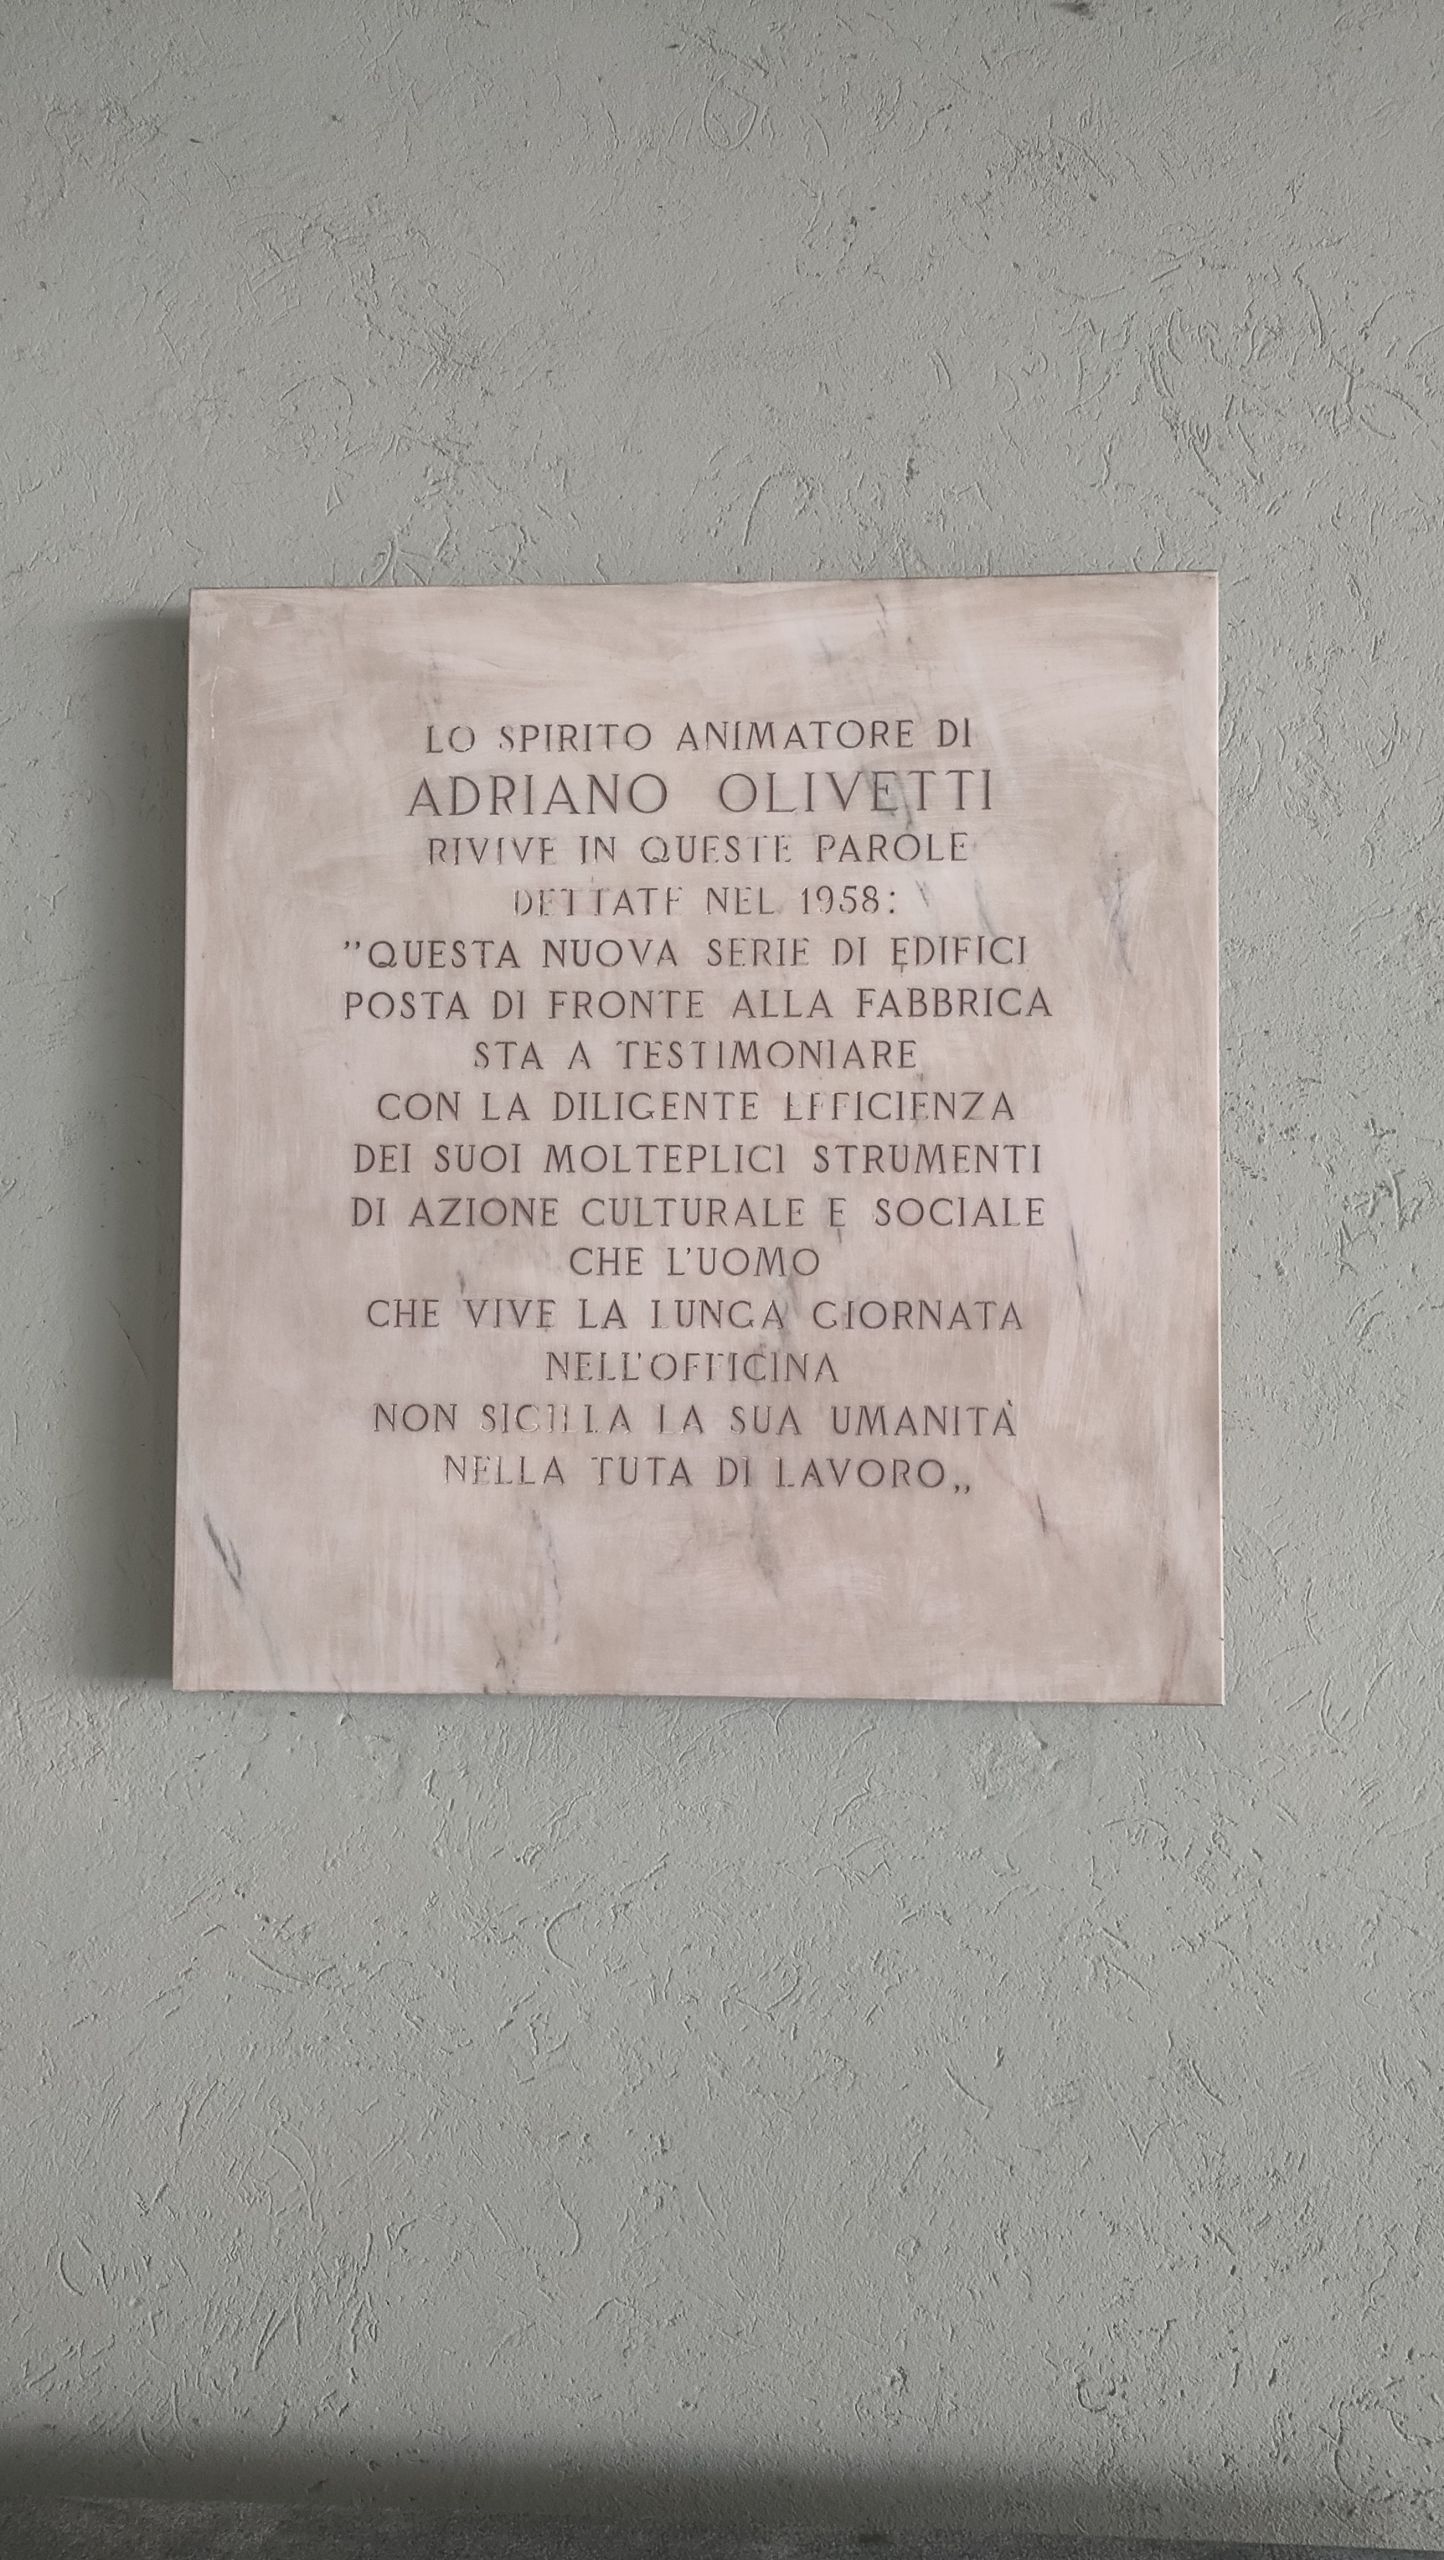 LO SPIRITO ANIMATORE DI
ADRIANO OLIVETTI
RIVIVE IN QUESTE PAROLE
DETTATE NEL 1958:
"QUESTA NUOVA SERIE DI EDIFICI
POSTA DI FRONTE ALLA FABBRICA
STA A TESTIMONIARE
CON LA DILIGENTE EFFICIENZA
DEI SUOI MOLTEPLICI STRUMENTI
DI AZIONE CULTURALE E SOCIALE
CHE L'UOMO
CHE VIVE LA LUNGA GIORNATA
NELL'OFFICINA
NON SIGILLA LA SUA UMANITÀ
NELLA TUTA DI LAVORO„